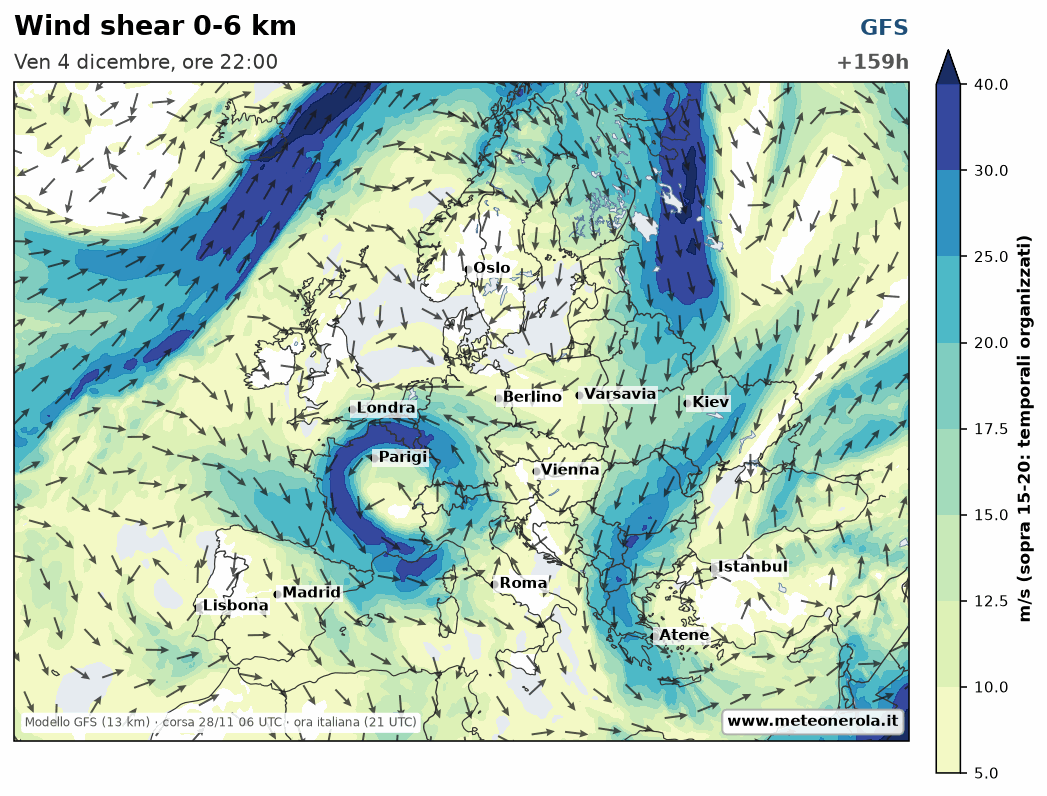 Wind shear 0-6 km
GFS
Ven 4 dicembre, ore 22:00
+159h
40.0
30.0
25.0
20.0
17.5
15.0
12.5
10.0
5.0
m/s (sopra 15-20: temporali organizzati)
Oslo
Berlino
Varsavia
Kiev
Londra
Parigi
Vienna
Istanbul
Roma
Madrid
Lisbona
Atene
Modello GFS (13 km) · corsa 28/11 06 UTC · ora italiana (21 UTC)
www.meteonerola.it